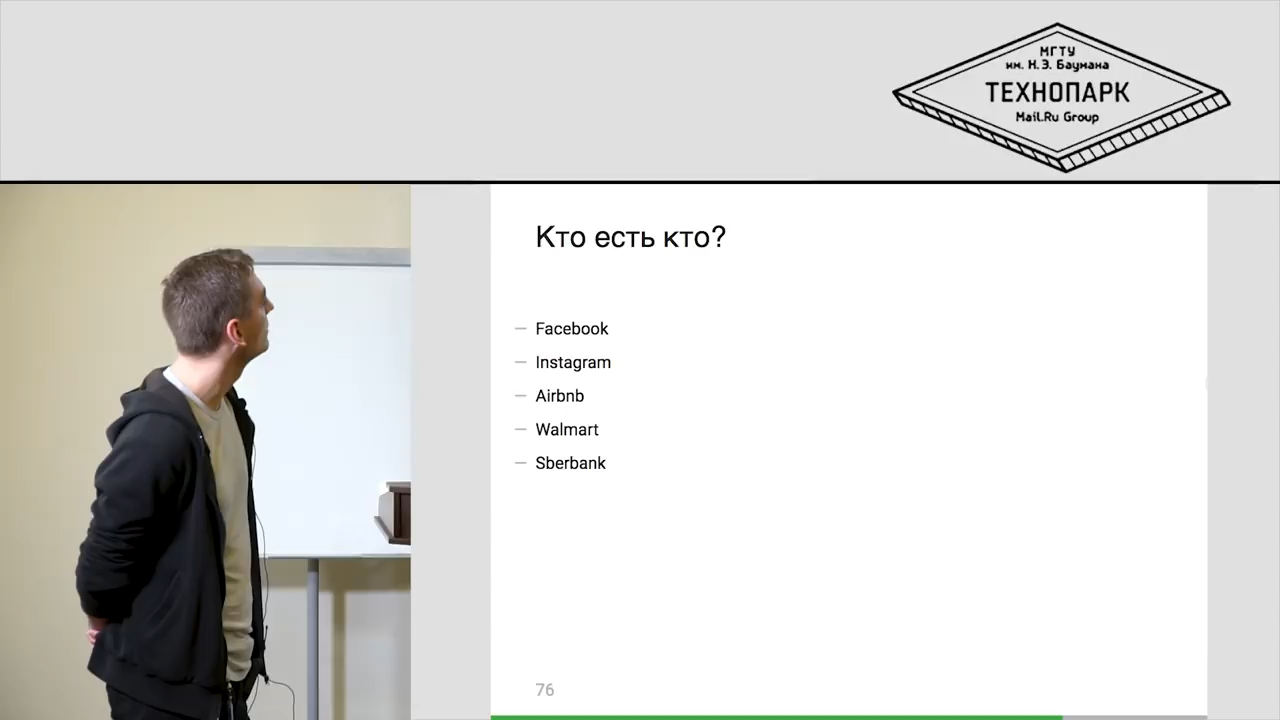 МГТУ
им. Н.Э. Баумана
ТЕХНОПАРК
Mail.Ru Group
Кто есть кто?
— Facebook
— Instagram
— Airbnb
— Walmart
— Sberbank
76